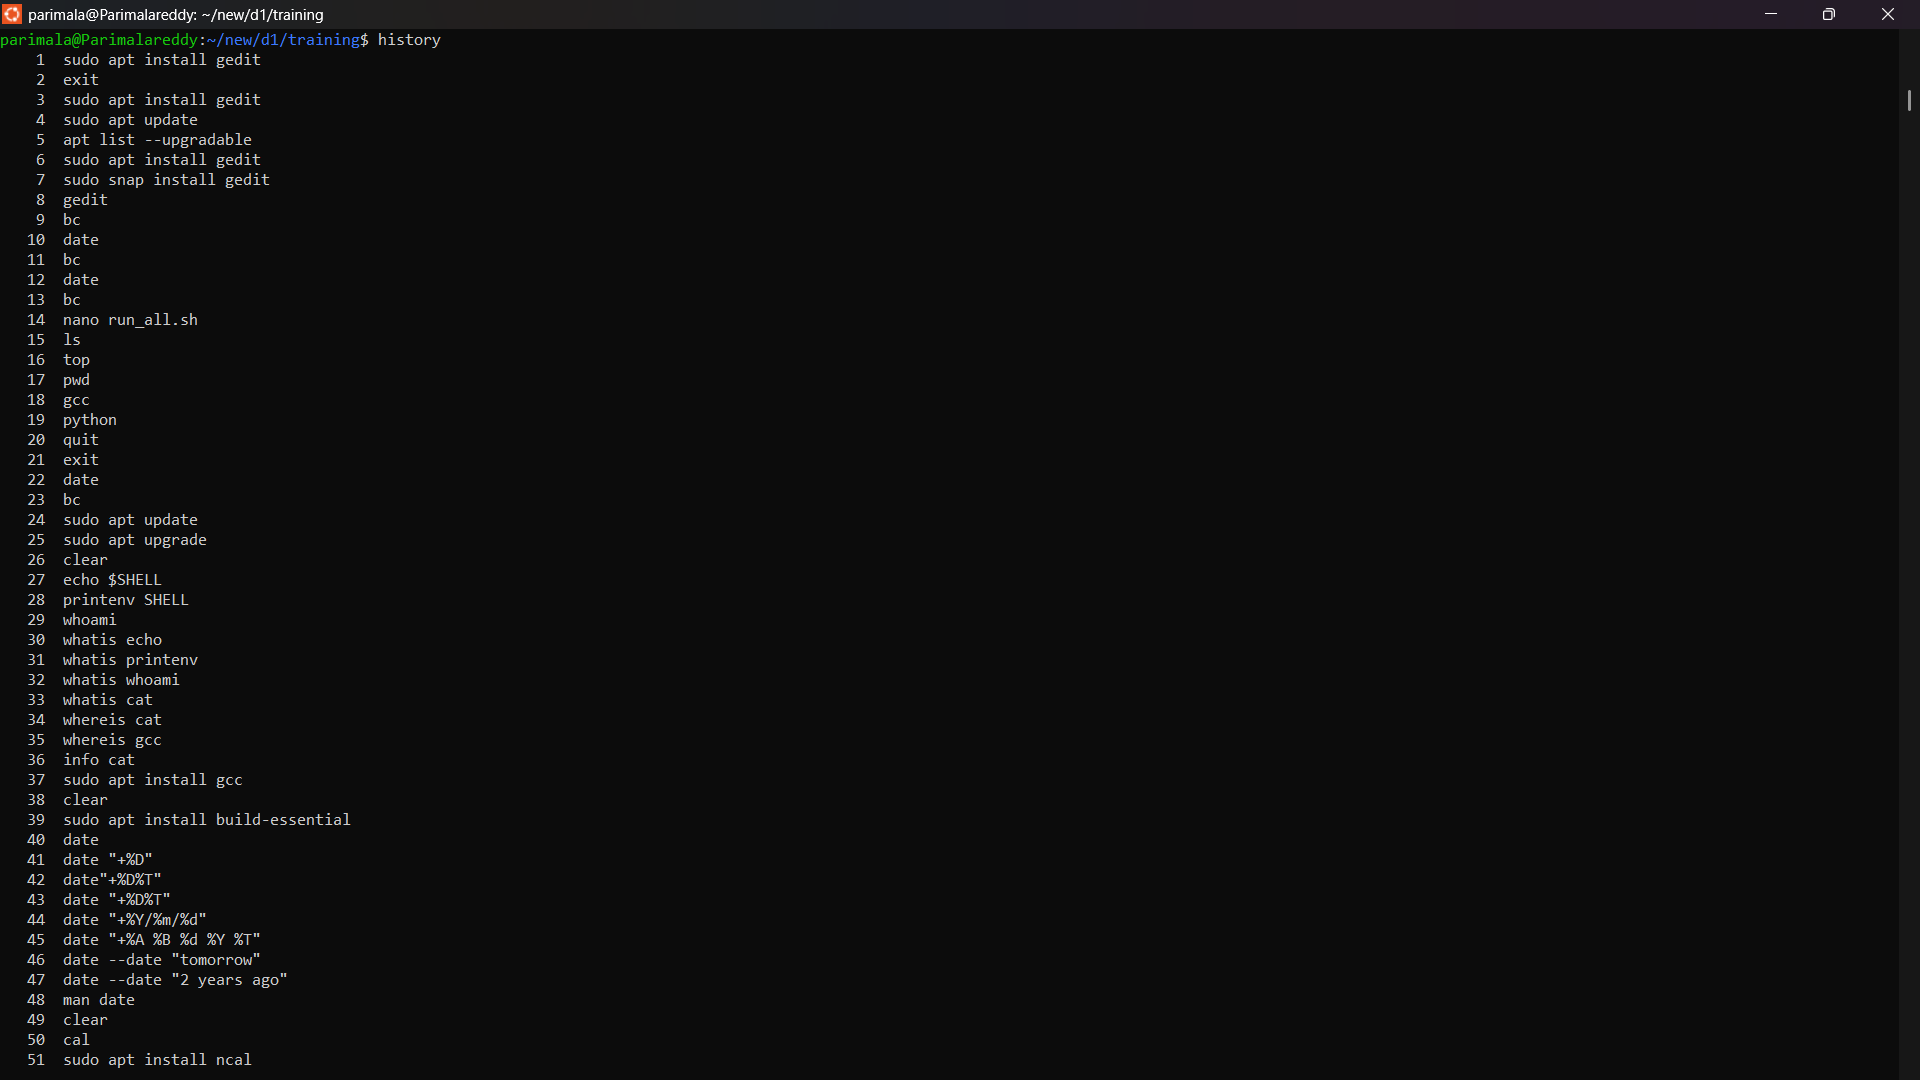 parimala@Parimalareddy: ~/new/d1/training
parimala@Parimalareddy:~/new/d1/training$ history
1 sudo apt install gedit
2 exit
3 sudo apt install gedit
4 sudo apt update
5 apt list --upgradable
6 sudo apt install gedit
7 sudo snap install gedit
8 gedit
9 bc
10 date
11 bc
12 date
13 bc
14 nano run_all.sh
15 ls
16 top
17 pwd
18 gcc
19 python
20 quit
21 exit
22 date
23 bc
24 sudo apt update
25 sudo apt upgrade
26 clear
27 echo $SHELL
28 printenv SHELL
29 whoami
30 whatis echo
31 whatis printenv
32 whatis whoami
33 whatis cat
34 whereis cat
35 whereis gcc
36 info cat
37 sudo apt install gcc
38 clear
39 sudo apt install build-essential
40 date
41 date "+%D"
42 date"+%D%T"
43 date "+%D%T"
44 date "+%Y/%m/%d"
45 date "+%A %B %d %Y %T"
46 date --date "tomorrow"
47 date --date "2 years ago"
48 man date
49 clear
50 cal
51 sudo apt install ncal